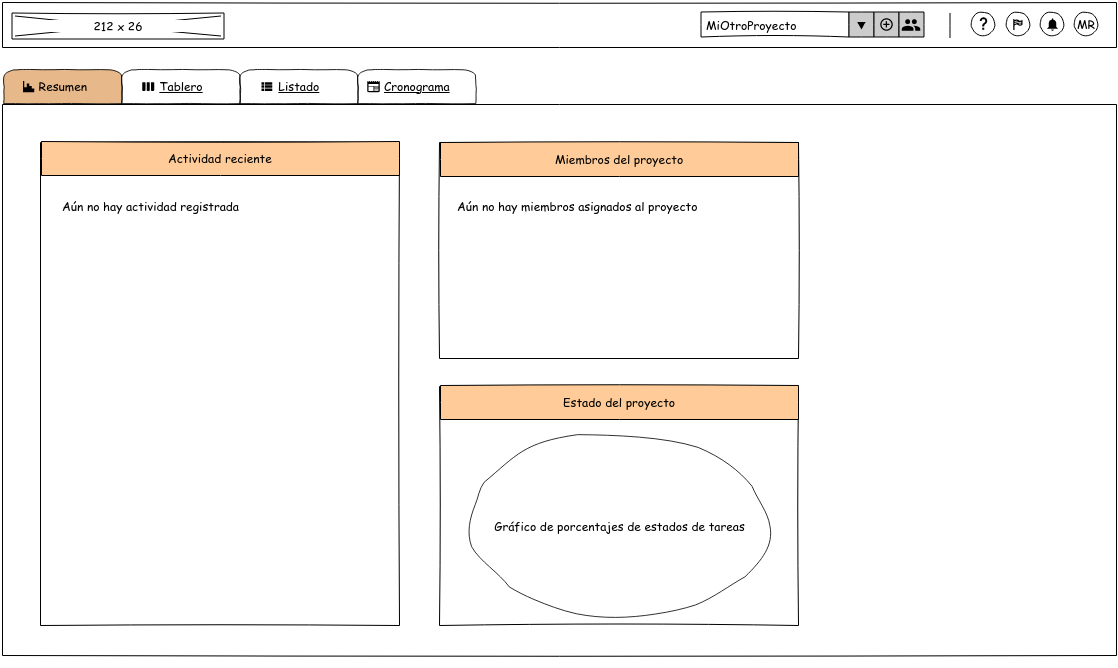 212 x 26
MiOtroProyecto
?
MR
Resumen
Tablero
Listado
Cronograma
Actividad reciente
Aún no hay actividad registrada
Miembros del proyecto
Aún no hay miembros asignados al proyecto
Estado del proyecto
Gráfico de porcentajes de estados de tareas